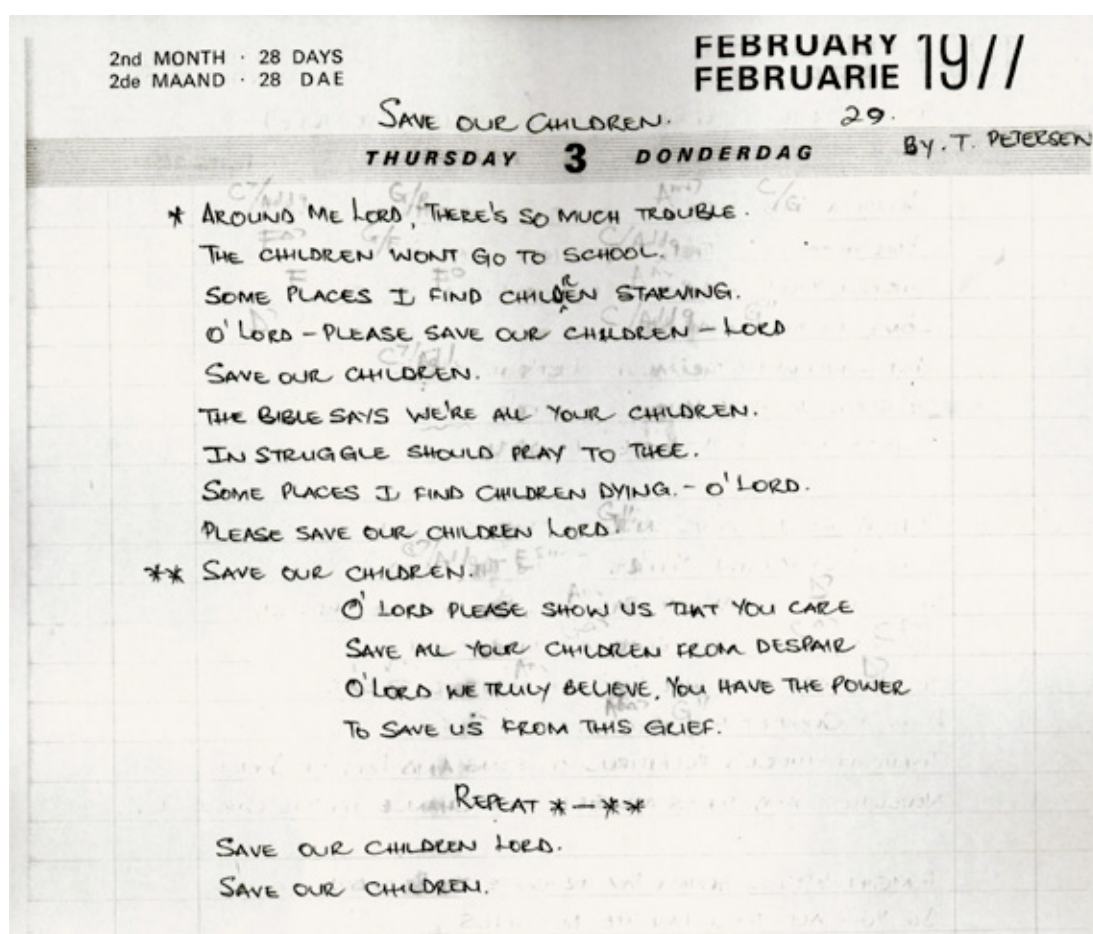 2nd MONTH · 28 DAYS
2de MAAND · 28 DAE
FEBRUARY 1977
FEBRUARIE
SAVE OUR CHILDREN. 29.
THURSDAY 3 DONDERDAG BY. T. PETERSEN
* AROUND ME LORD, THERE'S SO MUCH TROUBLE.
THE CHILDREN WONT GO TO SCHOOL.
SOME PLACES I FIND CHILDREN STARVING.
O' LORD - PLEASE SAVE OUR CHILDREN - LORD
SAVE OUR CHILDREN.
THE BIBLE SAYS WE'RE ALL YOUR CHILDREN.
IN STRUGGLE SHOULD PRAY TO THEE.
SOME PLACES I FIND CHILDREN DYING. - O' LORD.
PLEASE SAVE OUR CHILDREN LORD.
** SAVE OUR CHILDREN.
O' LORD PLEASE SHOW US THAT YOU CARE
SAVE ALL YOUR CHILDREN FROM DESPAIR
O' LORD WE TRULY BELIEVE, YOU HAVE THE POWER
TO SAVE US FROM THIS GRIEF.
REPEAT * - **
SAVE OUR CHILDREN LORD.
SAVE OUR CHILDREN.